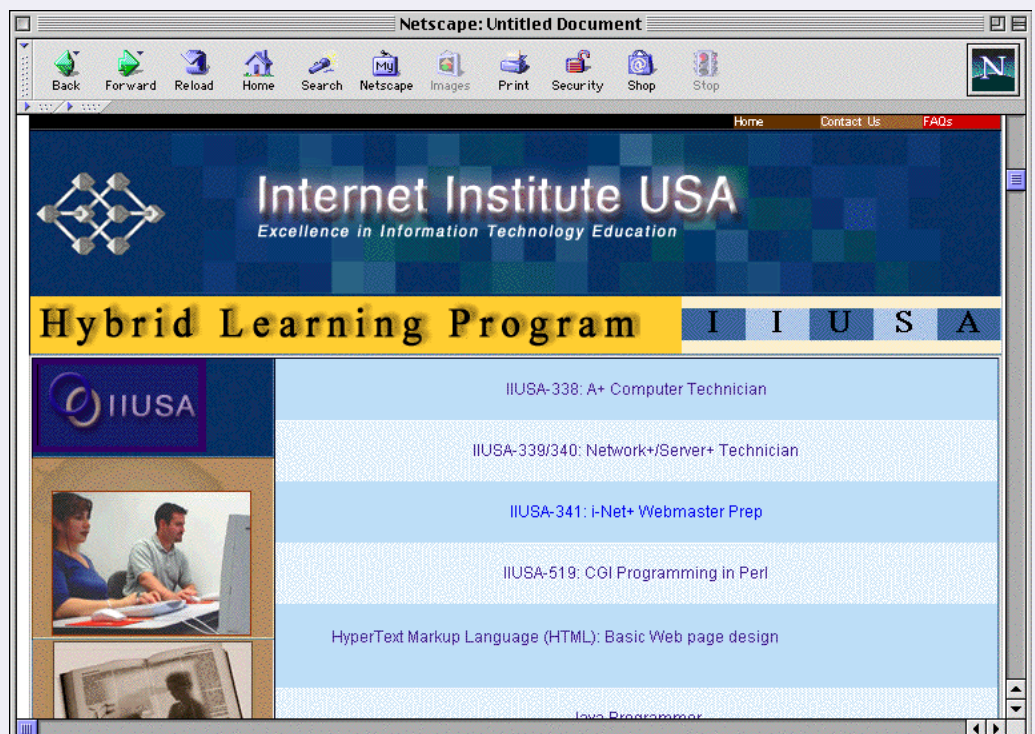 Netscape: Untitled Document
Back Forward Reload Home Search Netscape Images Print Security Shop Stop
My
N
Home Contact Us FAQs
Internet Institute USA
Excellence in Information Technology Education
Hybrid Learning Program I I U S A
IIUSA
IIUSA-338: A+ Computer Technician
IIUSA-339/340: Network+/Server+ Technician
IIUSA-341: i-Net+ Webmaster Prep
IIUSA-519: CGI Programming in Perl
HyperText Markup Language (HTML): Basic Web page design
Java Programmer